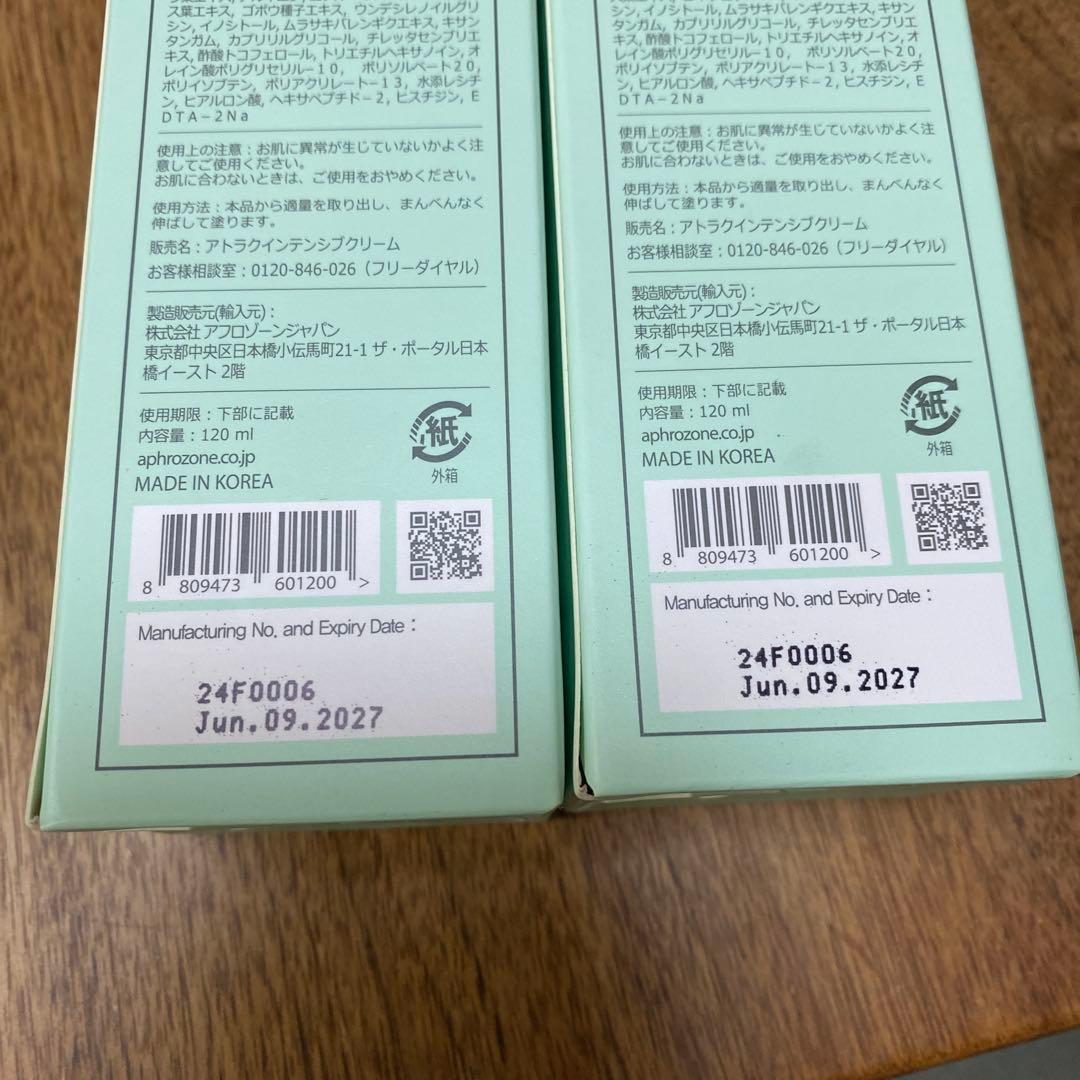 ス葉エキス, ゴボウ種子エキス, ウンデシレノイルグリ
シン, イノシトール, ムラサキバレンギクエキス, キサン
タンガム, カプリリルグリコール, チレッタセンブリエ
キス, 酢酸トコフェロール, トリエチルヘキサノイン, オ
レイン酸ポリグリセリル-10, ポリソルベート20,
ポリイソブテン, ポリアクリレート-13, 水添レシチ
ン, ヒアルロン酸, ヘキサペプチド-2, ヒスチジン, E
DTA-2Na
使用上の注意:お肌に異常が生じていないかよく注
意してご使用ください。
お肌に合わないときは、ご使用をおやめください。
使用方法:本品から適量を取り出し、まんべんなく
伸ばして塗ります。
販売名:アトラクインテンシブクリーム
お客様相談室:0120-846-026(フリーダイヤル)
製造販売元(輸入元):
株式会社 アフロゾーンジャパン
東京都中央区日本橋小伝馬町21-1 ザ・ポータル日本
橋イースト 2階
使用期限:下部に記載
内容量:120 ml
aphrozone.co.jp
MADE IN KOREA
紙
外箱
8 809473 601200 >
Manufacturing No. and Expiry Date :
24F0006
Jun.09.2027
シン, イノシトール, ムラサキバレンギクエキス, キサン
タンガム, カプリリルグリコール, チレッタセンブリエ
キス, 酢酸トコフェロール, トリエチルヘキサノイン, オ
レイン酸ポリグリセリル-10, ポリソルベート20,
ポリイソブテン, ポリアクリレート-13, 水添レシチ
ン, ヒアルロン酸, ヘキサペプチド-2, ヒスチジン, E
DTA-2Na
使用上の注意:お肌に異常が生じていないかよく注
意してご使用ください。
お肌に合わないときは、ご使用をおやめください。
使用方法:本品から適量を取り出し、まんべんなく
伸ばして塗ります。
販売名:アトラクインテンシブクリーム
お客様相談室:0120-846-026(フリーダイヤル)
製造販売元(輸入元):
株式会社 アフロゾーンジャパン
東京都中央区日本橋小伝馬町21-1 ザ・ポータル日本
橋イースト 2階
使用期限:下部に記載
内容量:120 ml
aphrozone.co.jp
MADE IN KOREA
紙
外箱
8 809473 601200 >
Manufacturing No. and Expiry Date :
24F0006
Jun.09.2027